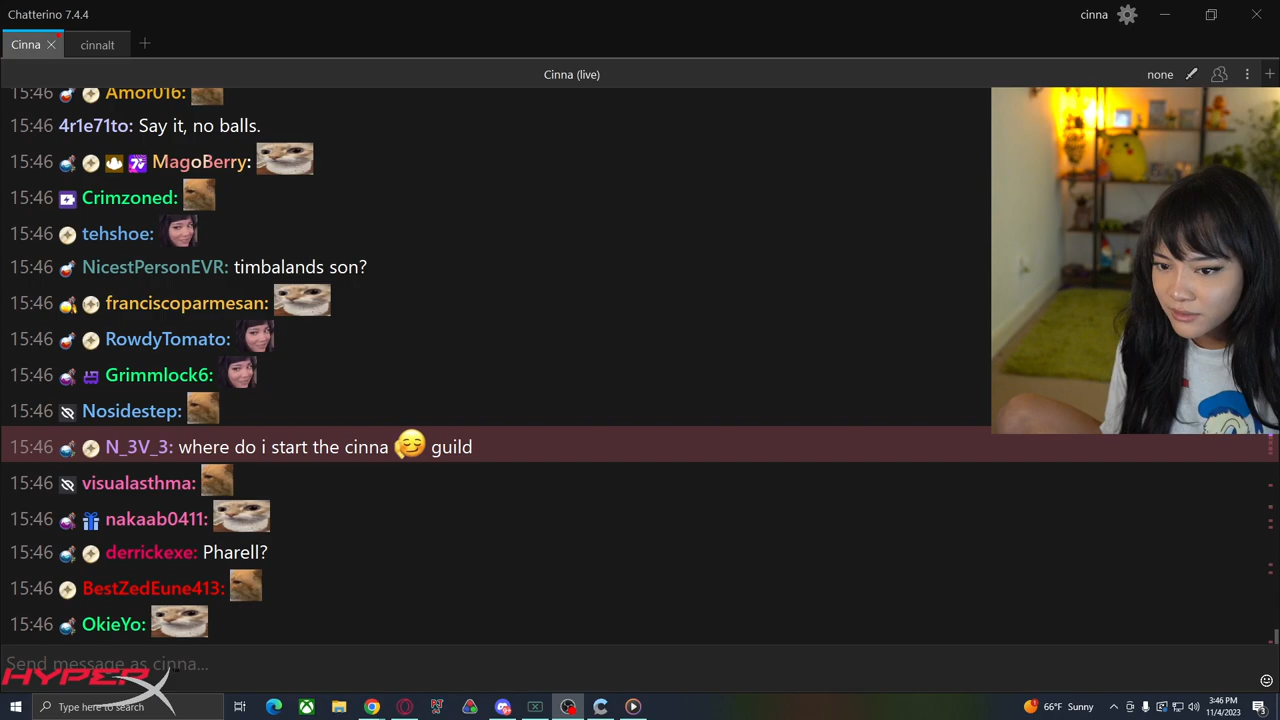 Chatterino 7.4.4
cinna
Cinna
cinnalt
Cinna (live)
none
15:46 Amor016:
15:46 4r1e71to: Say it, no balls.
15:46 MagoBerry:
15:46 Crimzoned:
15:46 tehshoe:
15:46 NicestPersonEVR: timbalands son?
15:46 franciscoparmesan:
15:46 RowdyTomato:
15:46 Grimmlock6:
15:46 Nosidestep:
15:46 N_3V_3: where do i start the cinna 🥰 guild
15:46 visualasthma:
15:46 nakaab0411:
15:46 derrickexe: Pharell?
15:46 BestZedEune413:
15:46 OkieYo:
Send message as cinna...
HYPERX
Type here to search
66°F Sunny
3:46 PM
11/4/2023
3